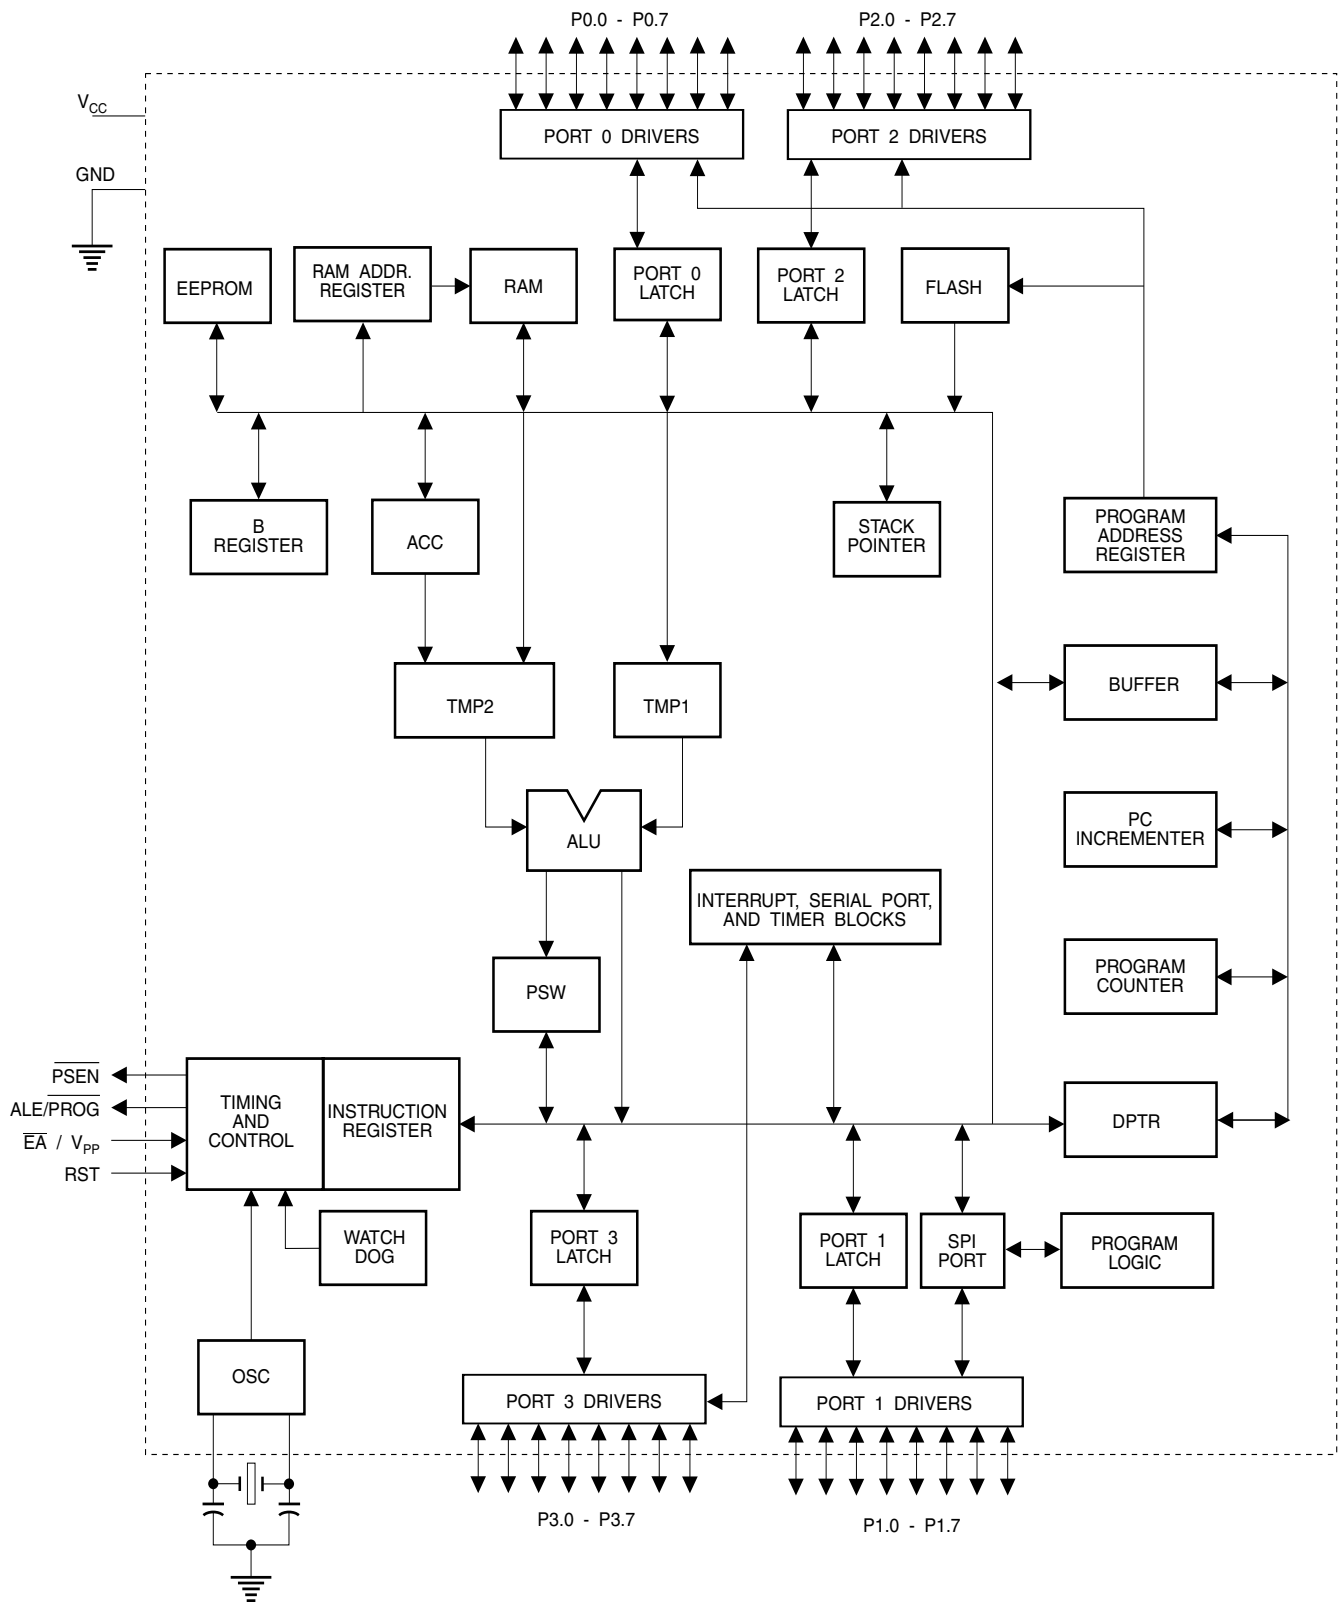 P0.0 - P0.7
P2.0 - P2.7
VCC
PORT 0 DRIVERS
PORT 2 DRIVERS
GND
EEPROM
RAM ADDR.
REGISTER
RAM
PORT 0
LATCH
PORT 2
LATCH
FLASH
B
REGISTER
ACC
STACK
POINTER
PROGRAM
ADDRESS
REGISTER
TMP2
TMP1
BUFFER
ALU
PC
INCREMENTER
INTERRUPT, SERIAL PORT,
AND TIMER BLOCKS
PSW
PROGRAM
COUNTER
PSEN
ALE/PROG
EA / VPP
RST
TIMING
AND
CONTROL
INSTRUCTION
REGISTER
DPTR
WATCH
DOG
PORT 3
LATCH
PORT 1
LATCH
SPI
PORT
PROGRAM
LOGIC
OSC
PORT 3 DRIVERS
PORT 1 DRIVERS
P3.0 - P3.7
P1.0 - P1.7